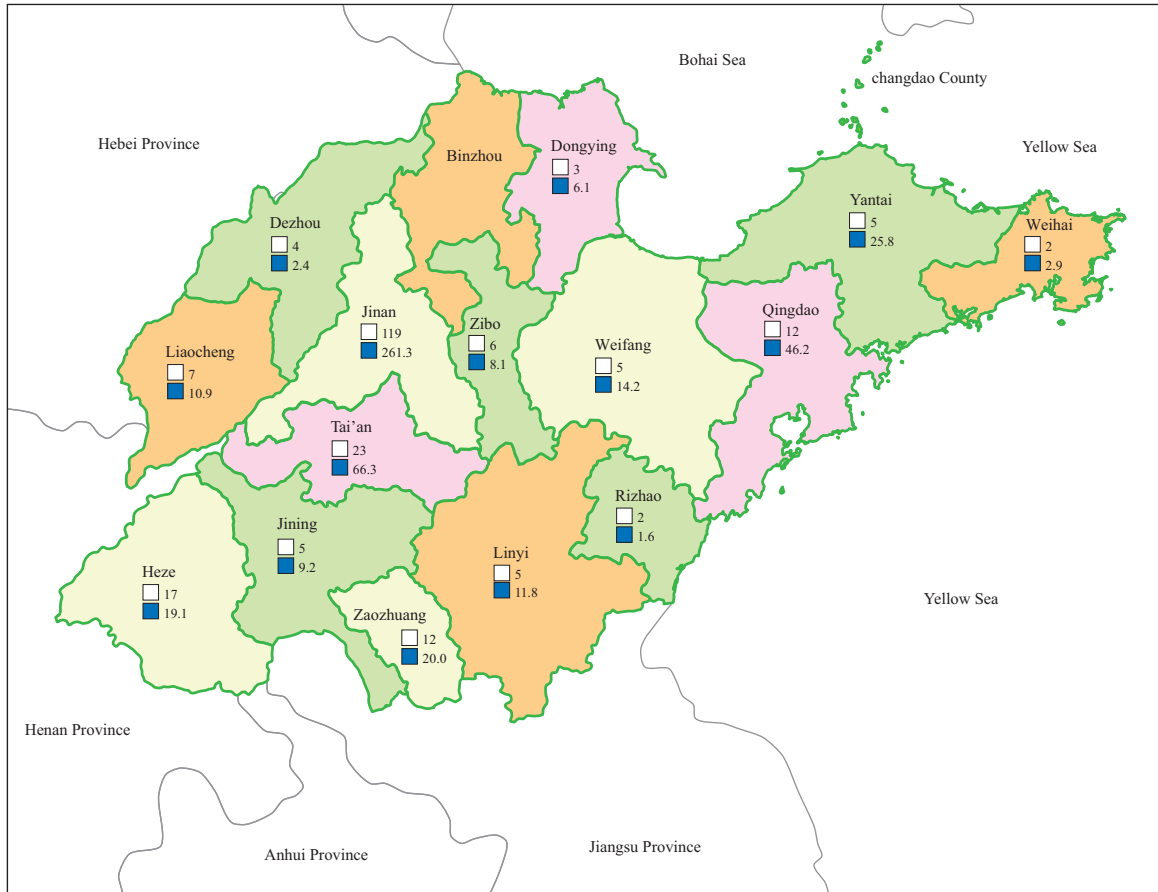 Bohai Sea
changdao County
Hebei Province
Yellow Sea
Binzhou
Dongying
3
6.1
Yantai
5
25.8
Weihai
2
2.9
Dezhou
4
2.4
Jinan
119
261.3
Zibo
6
8.1
Qingdao
12
46.2
Liaocheng
7
10.9
Weifang
5
14.2
Tai’an
23
66.3
Rizhao
2
1.6
Jining
5
9.2
Linyi
5
11.8
Heze
17
19.1
Zaozhuang
12
20.0
Yellow Sea
Henan Province
Anhui Province
Jiangsu Province